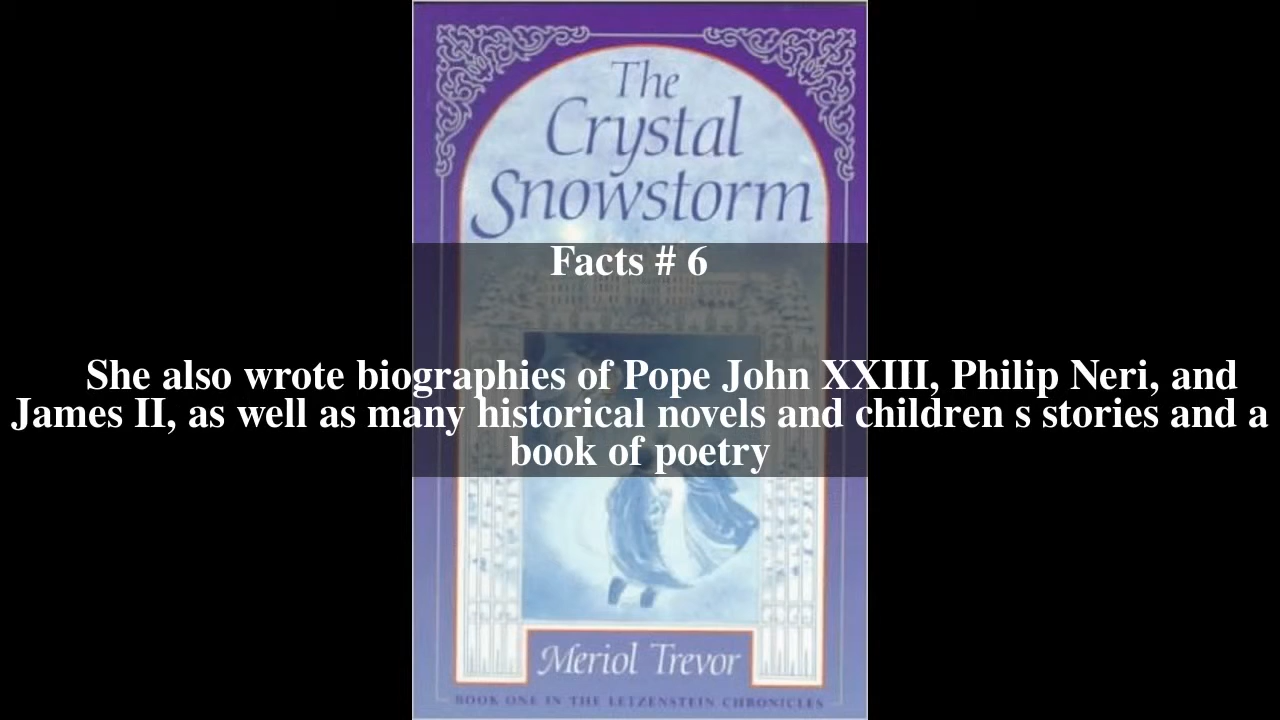 The
Crystal
Snowstorm
Facts # 6
She also wrote biographies of Pope John XXIII, Philip Neri, and
James II, as well as many historical novels and children s stories and a
book of poetry
Meriol Trevor
BOOK ONE IN THE LETZENSTEIN CHRONICLES